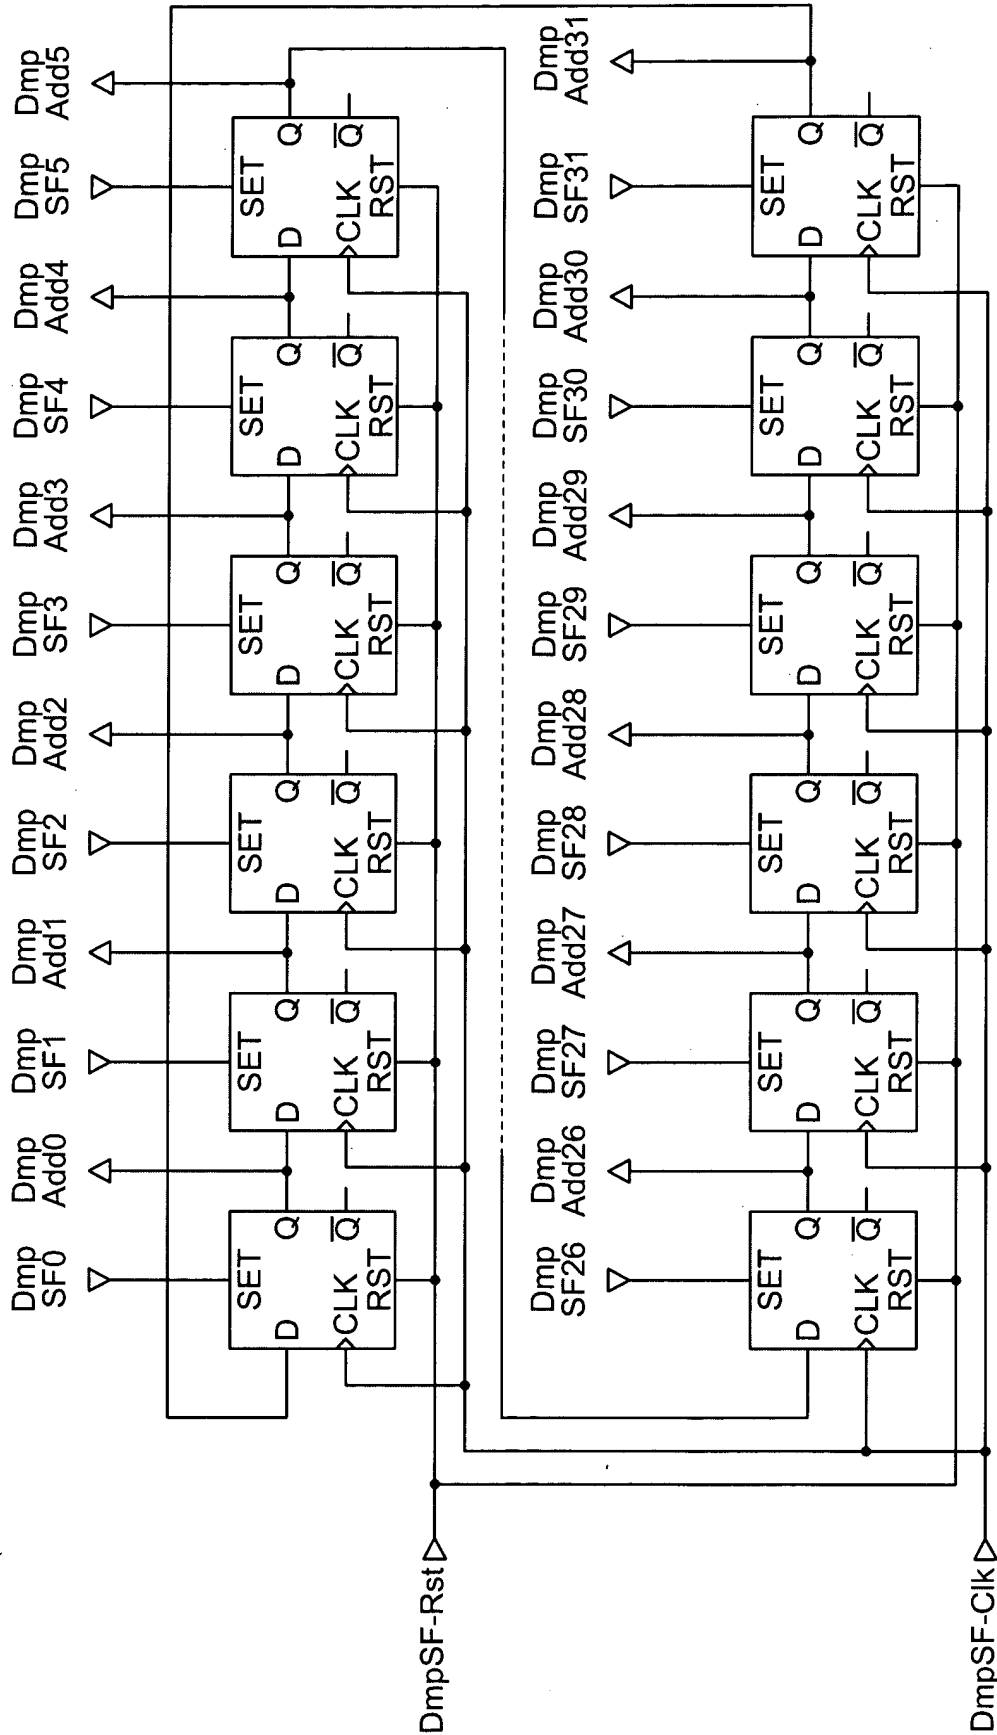 Dmp
SF0
Dmp
Add0
Dmp
SF1
Dmp
Add1
Dmp
SF2
Dmp
Add2
Dmp
SF3
Dmp
Add3
Dmp
SF4
Dmp
Add4
Dmp
SF5
Dmp
Add5
SET
D
Q
Q
CLK
RST
SET
D
Q
Q
CLK
RST
SET
D
Q
Q
CLK
RST
SET
D
Q
Q
CLK
RST
SET
D
Q
Q
CLK
RST
SET
D
Q
Q
CLK
RST
DmpSF-Rst
Dmp
SF26
Dmp
Add26
Dmp
SF27
Dmp
Add27
Dmp
SF28
Dmp
Add28
Dmp
SF29
Dmp
Add29
Dmp
SF30
Dmp
Add30
Dmp
SF31
Dmp
Add31
SET
D
Q
Q
CLK
RST
SET
D
Q
Q
CLK
RST
SET
D
Q
Q
CLK
RST
SET
D
Q
Q
CLK
RST
SET
D
Q
Q
CLK
RST
SET
D
Q
Q
CLK
RST
DmpSF-Clk